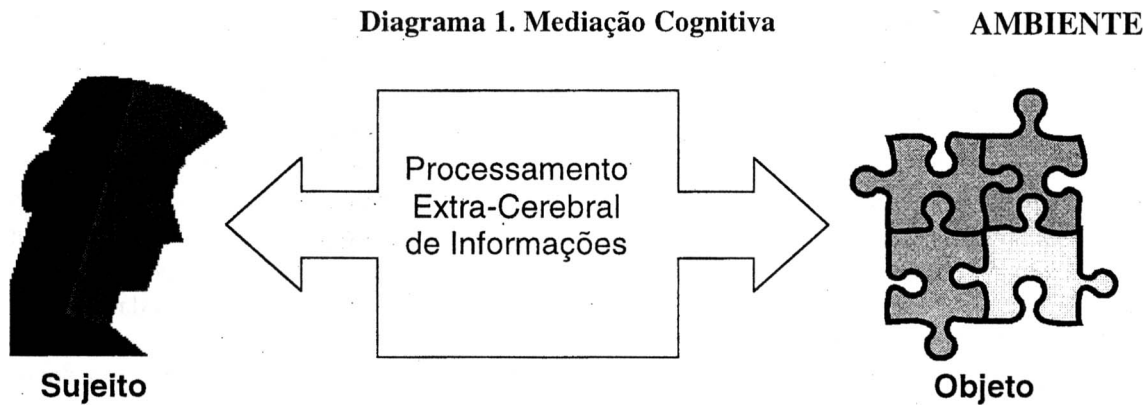 Diagrama 1. Mediação Cognitiva
AMBIENTE
Processamento
Extra-Cerebral
de Informações
Sujeito
Objeto